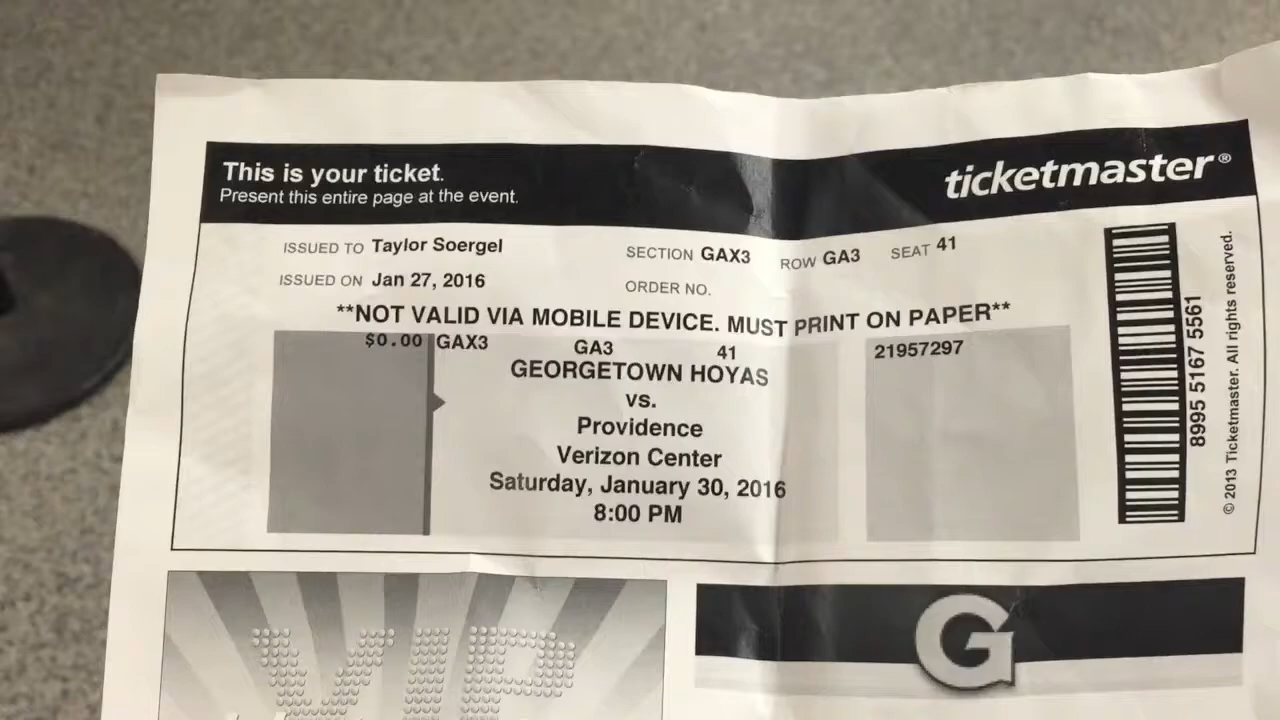 This is your ticket.
Present this entire page at the event.
ticketmaster®
ISSUED TO Taylor Soergel
SECTION GAX3 ROW GA3 SEAT 41
ISSUED ON Jan 27, 2016
ORDER NO.
**NOT VALID VIA MOBILE DEVICE. MUST PRINT ON PAPER**
$0.00 GAX3 GA3 41 21957297
GEORGETOWN HOYAS
vs.
Providence
Verizon Center
Saturday, January 30, 2016
8:00 PM
8995 5167 5561
© 2013 Ticketmaster. All rights reserved.
VIP
G